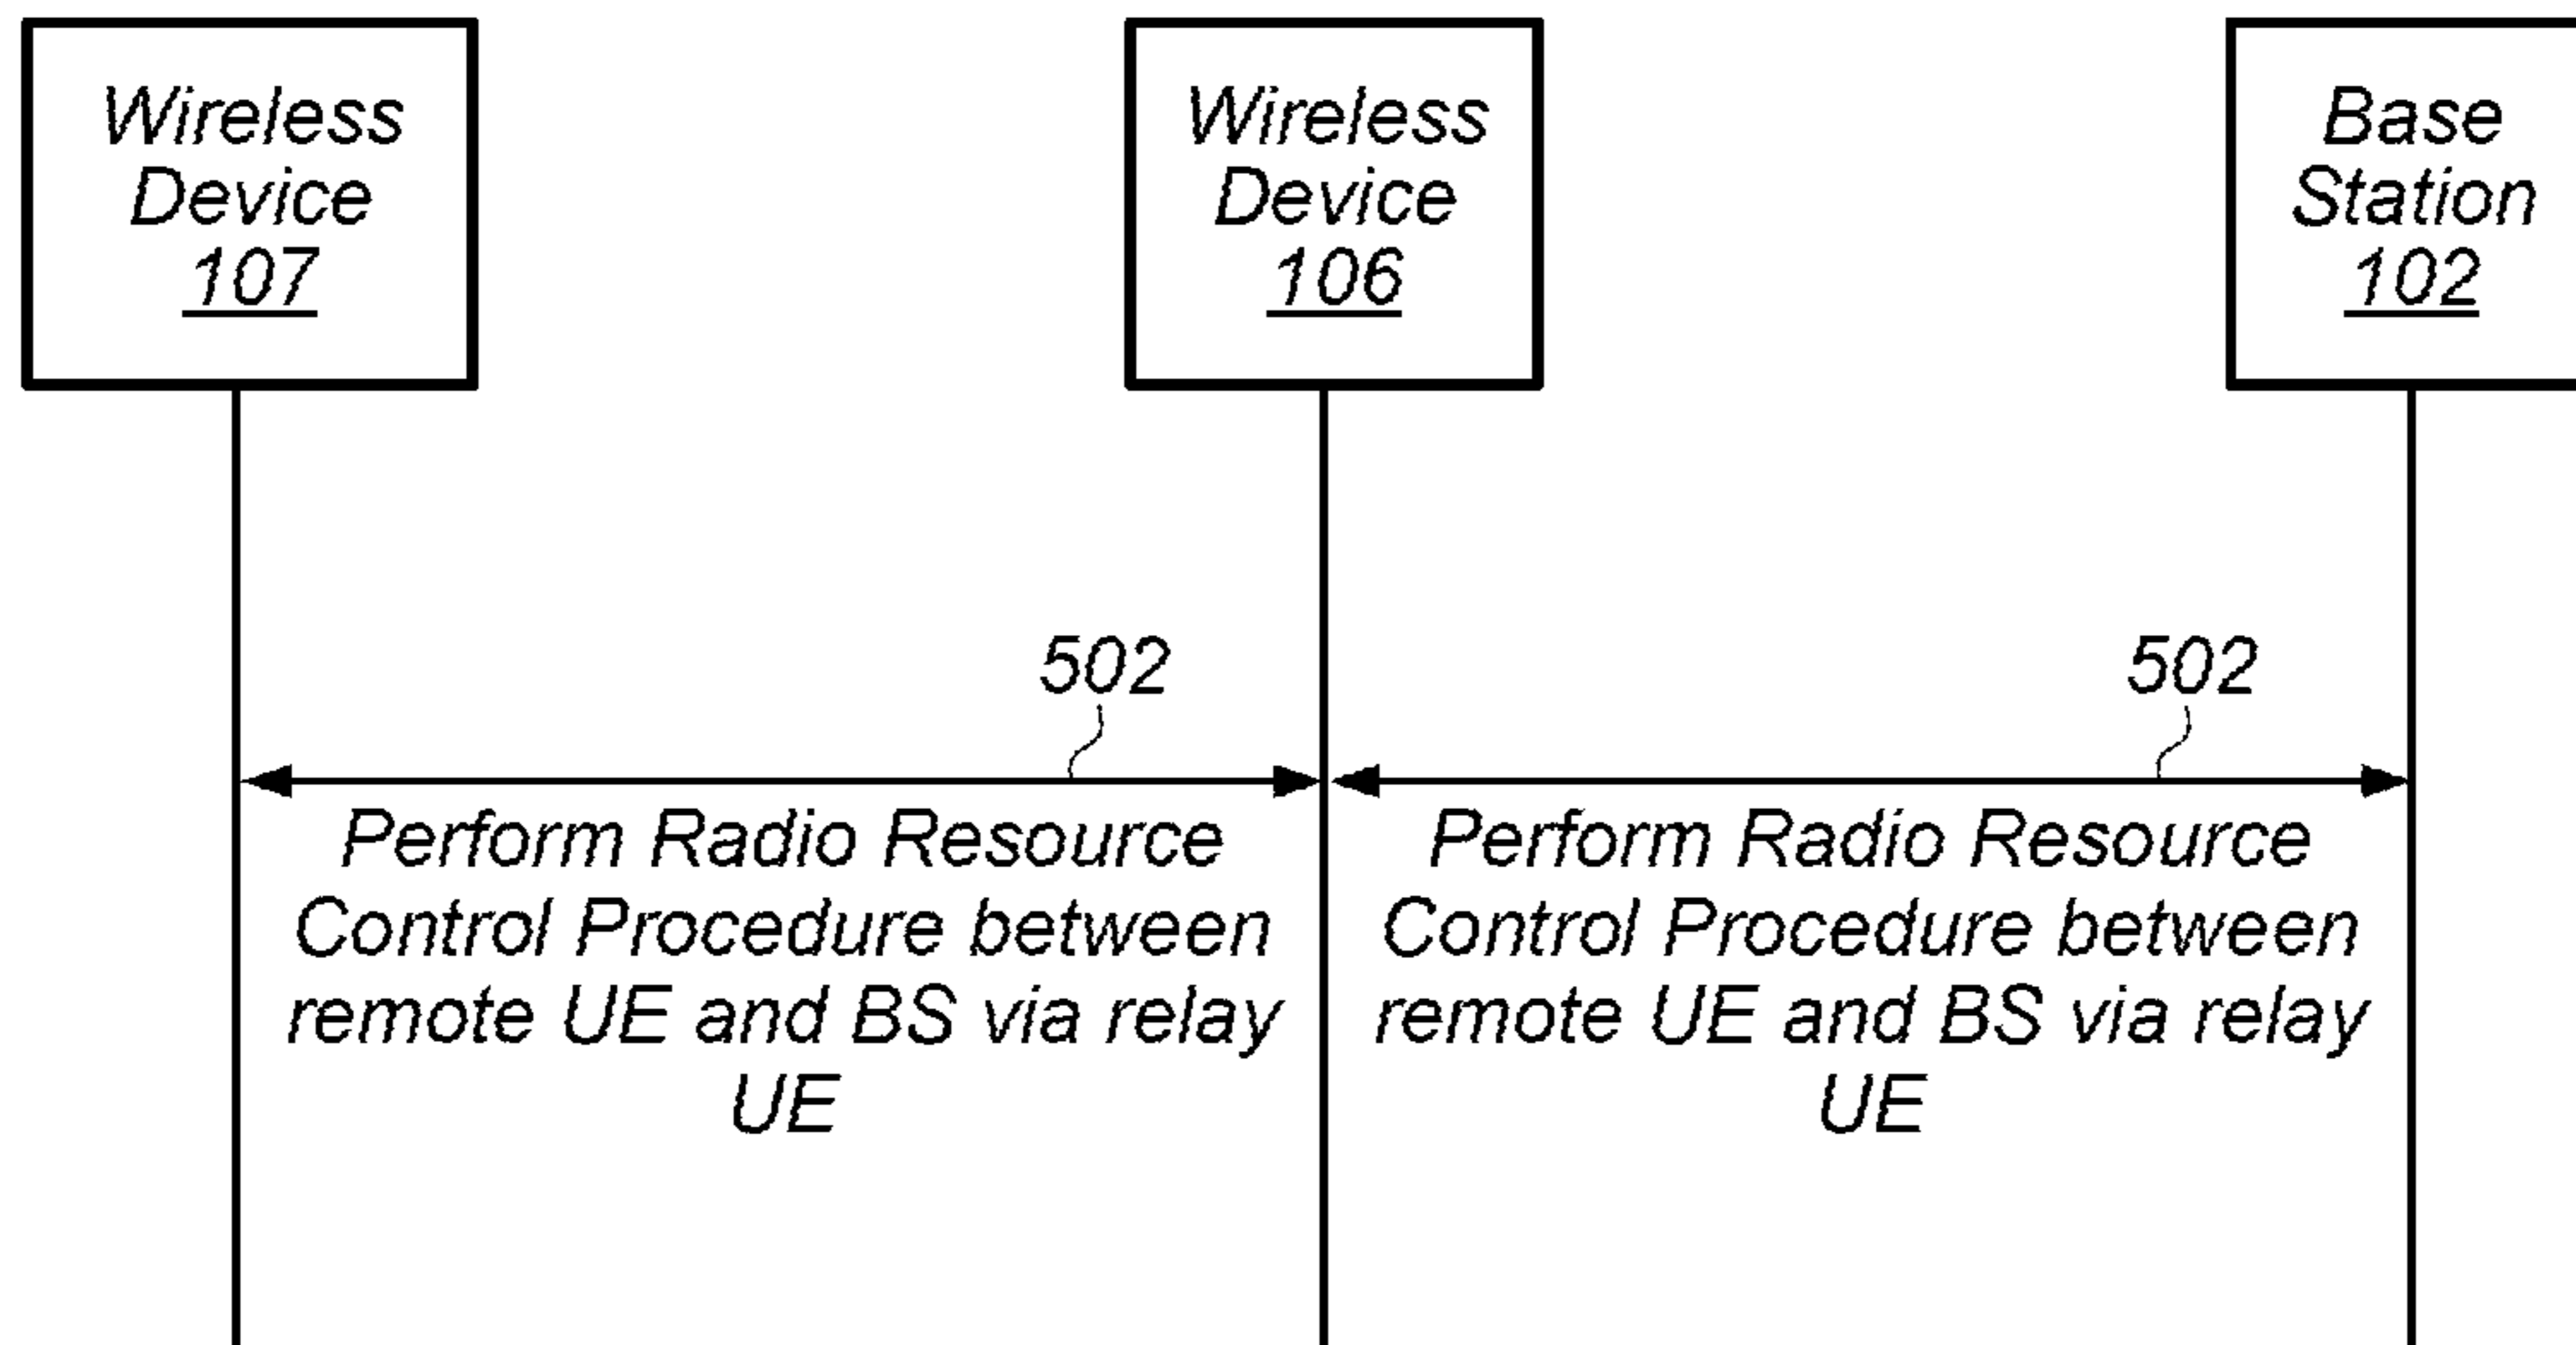 Wireless
Device
107
Wireless
Device
106
Base
Station
102
502
502
Perform Radio Resource
Control Procedure between
remote UE and BS via relay
UE
Perform Radio Resource
Control Procedure between
remote UE and BS via relay
UE